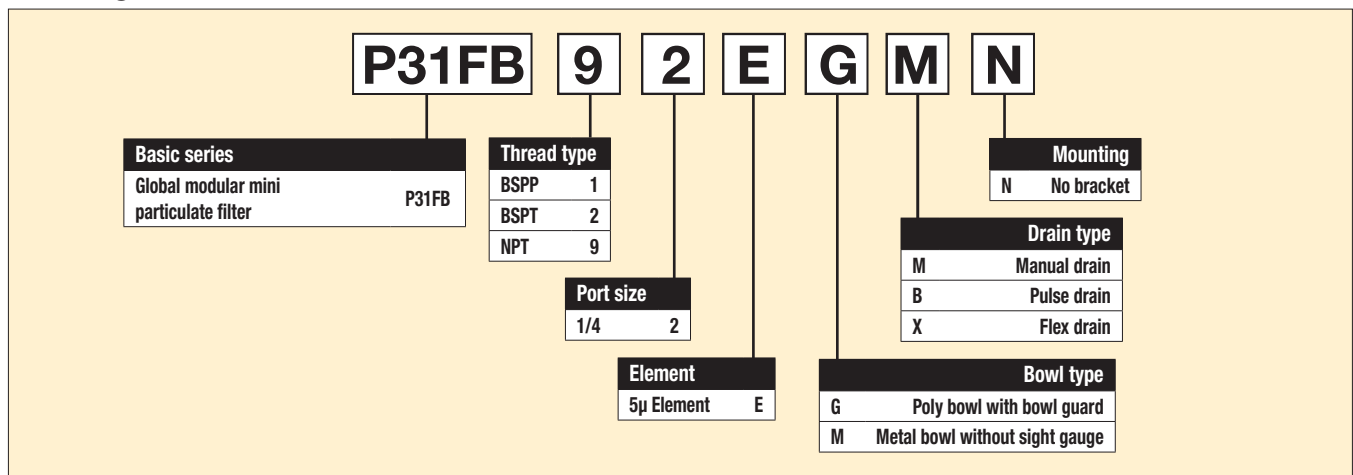 P31FB 9 2 E G M N
Basic series
Global modular mini
particulate filter P31FB
Thread type
BSPP 1
BSPT 2
NPT 9
Port size
1/4 2
Element
5µ Element E
Mounting
N No bracket
Drain type
M Manual drain
B Pulse drain
X Flex drain
Bowl type
G Poly bowl with bowl guard
M Metal bowl without sight gauge